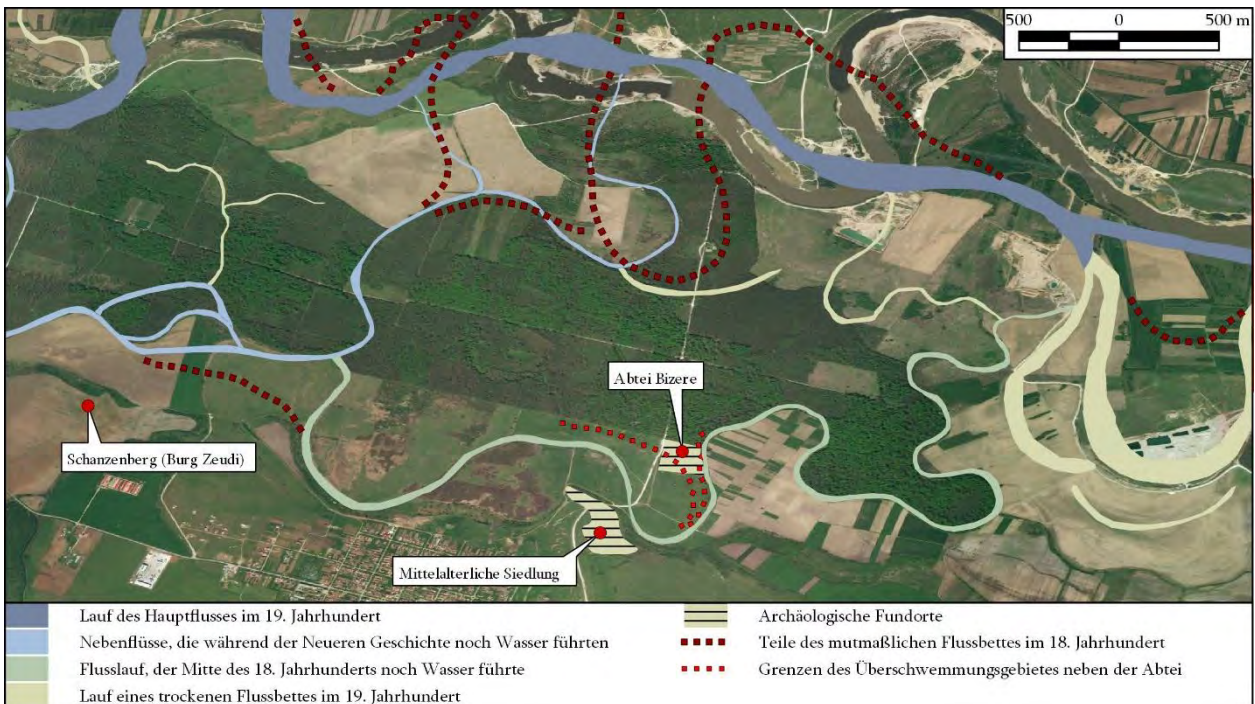 500 0 500 m
Abtei Bizere
Schanzenberg (Burg Zeudi)
Mittelalterliche Siedlung
Lauf des Hauptflusses im 19. Jahrhundert
Nebenflüsse, die während der Neueren Geschichte noch Wasser führten
Flusslauf, der Mitte des 18. Jahrhunderts noch Wasser führte
Lauf eines trockenen Flussbettes im 19. Jahrhundert
Archäologische Fundorte
Teile des mutmaßlichen Flussbettes im 18. Jahrhundert
Grenzen des Überschwemmungsgebietes neben der Abtei